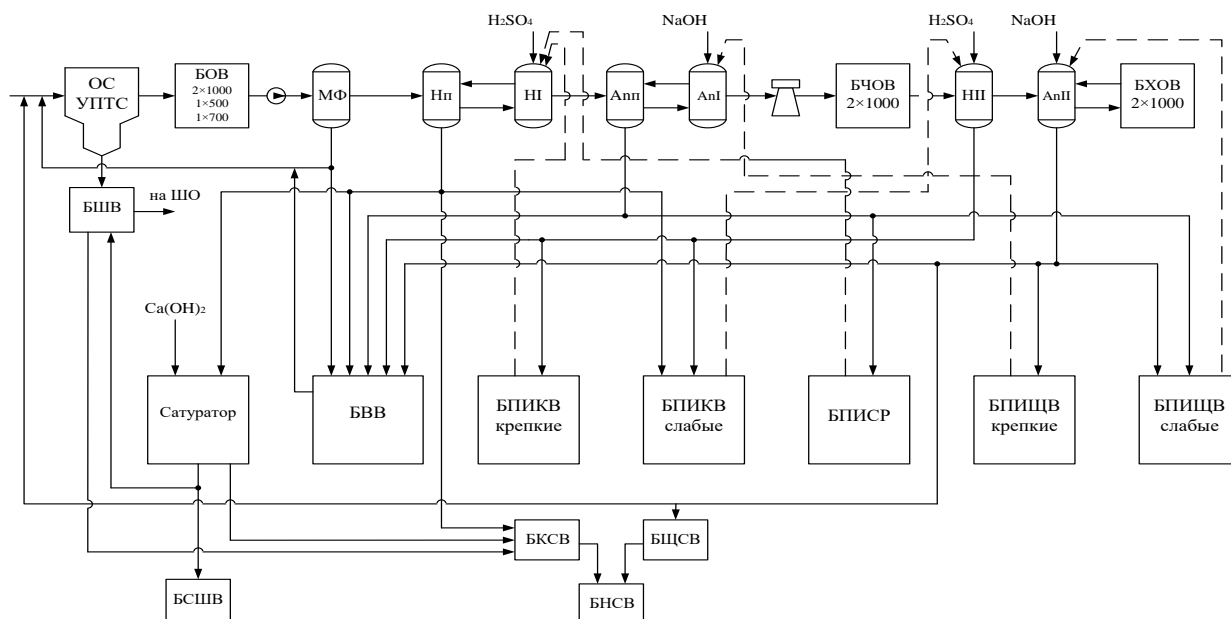 H₂SO₄
NaOH
H₂SO₄
NaOH
ОС
УПТС
БОВ
2×1000
1×500
1×700
МФ
Нп
НI
Апп
АnI
БЧОВ
2×1000
НII
АnII
БХОВ
2×1000
БШВ
на ШО
Ca(OH)₂
Сатуратор
БВВ
БПИКВ
крепкие
БПИКВ
слабые
БПИСР
БПИЩВ
крепкие
БПИЩВ
слабые
БКСВ
БЩСВ
БСШВ
БНСВ